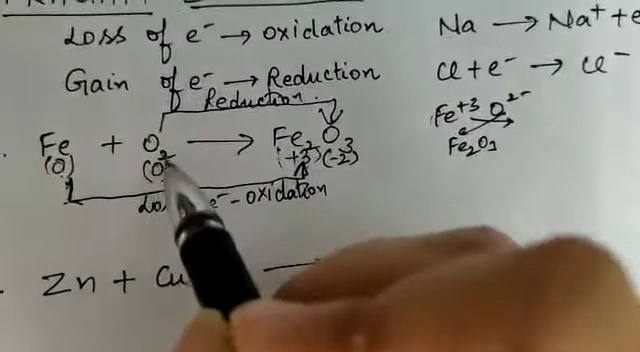 Loss of e⁻ → oxidation
Gain of e⁻ → Reduction
Reduction
Fe + O₂ → Fe₂O₃
(0) (0) (+3)(-2)
e⁻ - oxidation
Zn + Cu
Na → Na⁺ + e
Cl + e⁻ → Cl⁻
Fe⁺³ O²⁻
Fe₂O₃